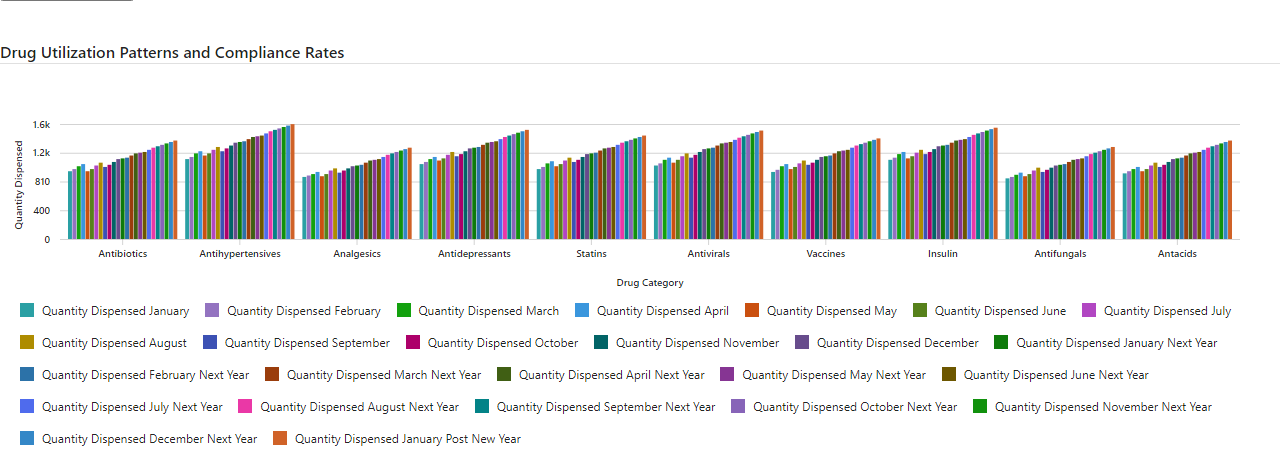 Drug Utilization Patterns and Compliance Rates
1.6k
1.2k
810
400
0
Quantity Dispensed
Antibiotics Antihypertensives Analgesics Antidepressants Statins Antivirals Vaccines Insulin Antifungals Antacids
Drug Category
Quantity Dispensed January Quantity Dispensed February Quantity Dispensed March Quantity Dispensed April Quantity Dispensed May Quantity Dispensed June Quantity Dispensed July
Quantity Dispensed August Quantity Dispensed September Quantity Dispensed October Quantity Dispensed November Quantity Dispensed December Quantity Dispensed January Next Year
Quantity Dispensed February Next Year Quantity Dispensed March Next Year Quantity Dispensed April Next Year Quantity Dispensed May Next Year Quantity Dispensed June Next Year
Quantity Dispensed July Next Year Quantity Dispensed August Next Year Quantity Dispensed September Next Year Quantity Dispensed October Next Year Quantity Dispensed November Next Year
Quantity Dispensed December Next Year Quantity Dispensed January Post New Year